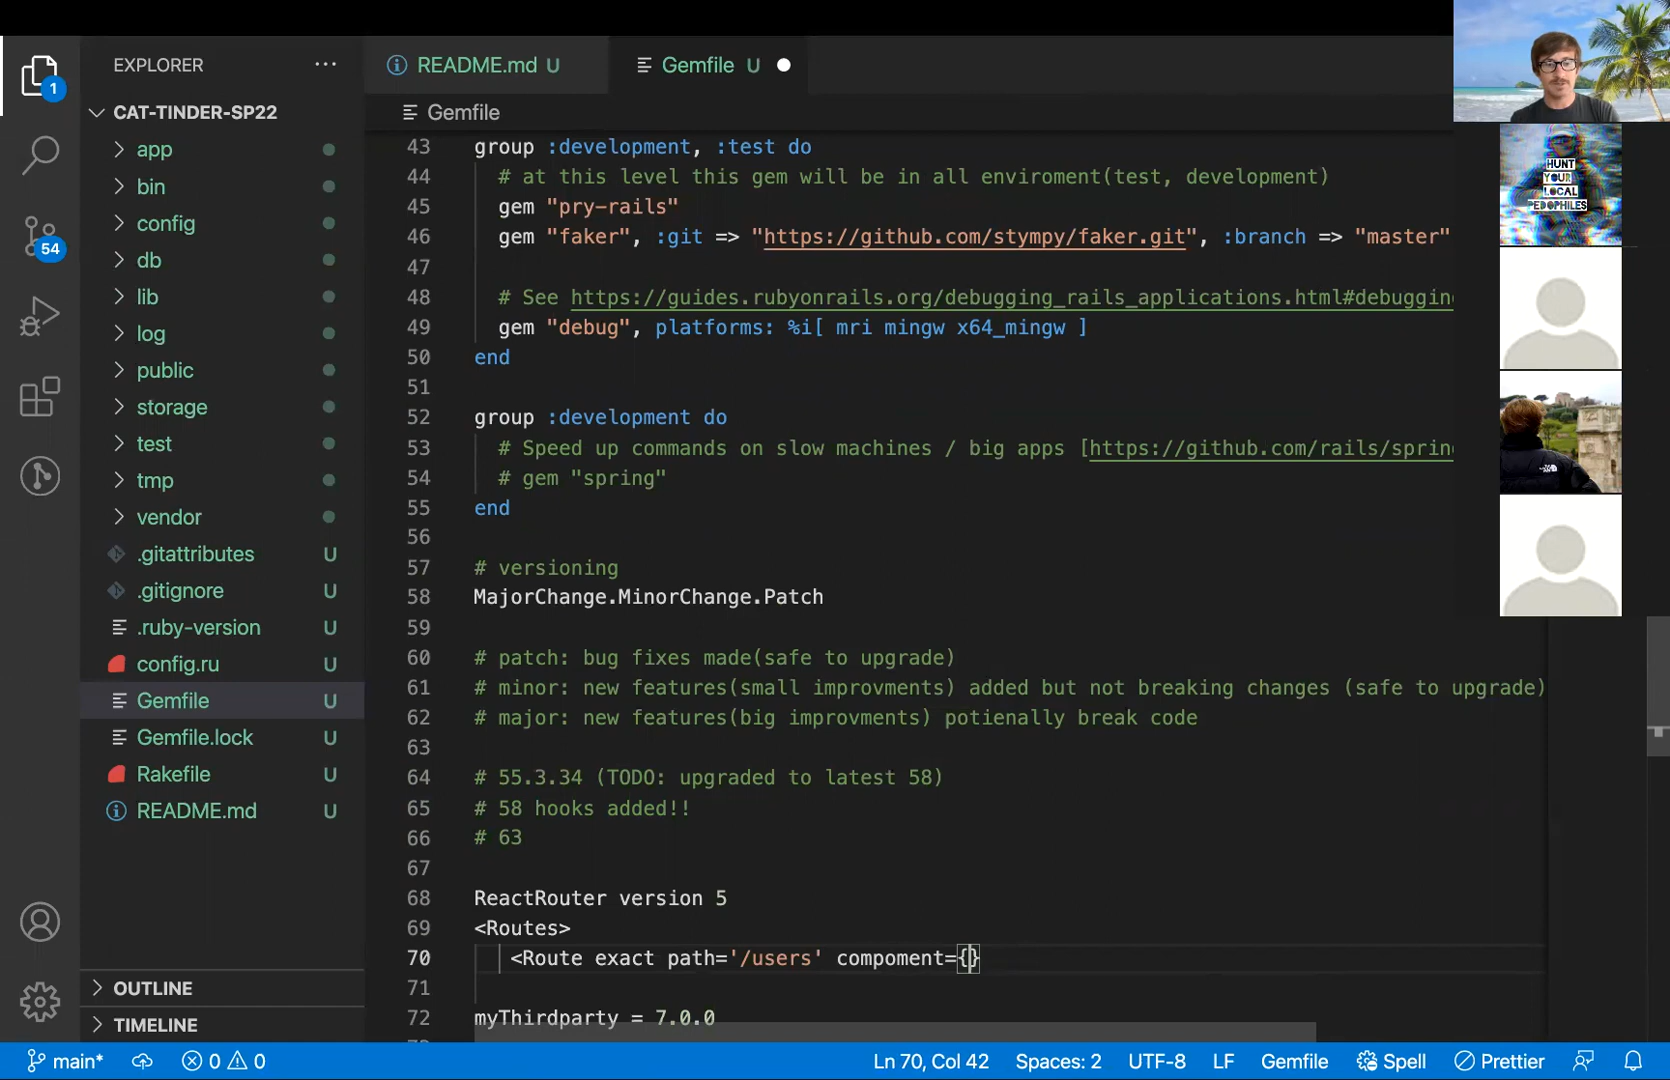 EXPLORER
CAT-TINDER-SP22
app
bin
config
db
lib
log
public
storage
test
tmp
vendor
.gitattributes U
.gitignore U
.ruby-version U
config.ru U
Gemfile U
Gemfile.lock U
Rakefile U
README.md U
OUTLINE
TIMELINE
1
54
README.md U
Gemfile U
Gemfile
43 group :development, :test do
44 # at this level this gem will be in all enviroment(test, development)
45 gem "pry-rails"
46 gem "faker", :git => "https://github.com/stympy/faker.git", :branch => "master"
47
48 # See https://guides.rubyonrails.org/debugging_rails_applications.html#debugging
49 gem "debug", platforms: %i[ mri mingw x64_mingw ]
50 end
51
52 group :development do
53 # Speed up commands on slow machines / big apps [https://github.com/rails/spring
54 # gem "spring"
55 end
56
57 # versioning
58 MajorChange.MinorChange.Patch
59
60 # patch: bug fixes made(safe to upgrade)
61 # minor: new features(small improvments) added but not breaking changes (safe to upgrade)
62 # major: new features(big improvments) potienally break code
63
64 # 55.3.34 (TODO: upgraded to latest 58)
65 # 58 hooks added!!
66 # 63
67
68 ReactRouter version 5
69 <Routes>
70 <Route exact path='/users' compoment={}
71
72 myThirdparty = 7.0.0
HUNT
YOUR
LOCAL
PEDOPHILES
main* 0 0 Ln 70, Col 42 Spaces: 2 UTF-8 LF Gemfile Spell Prettier